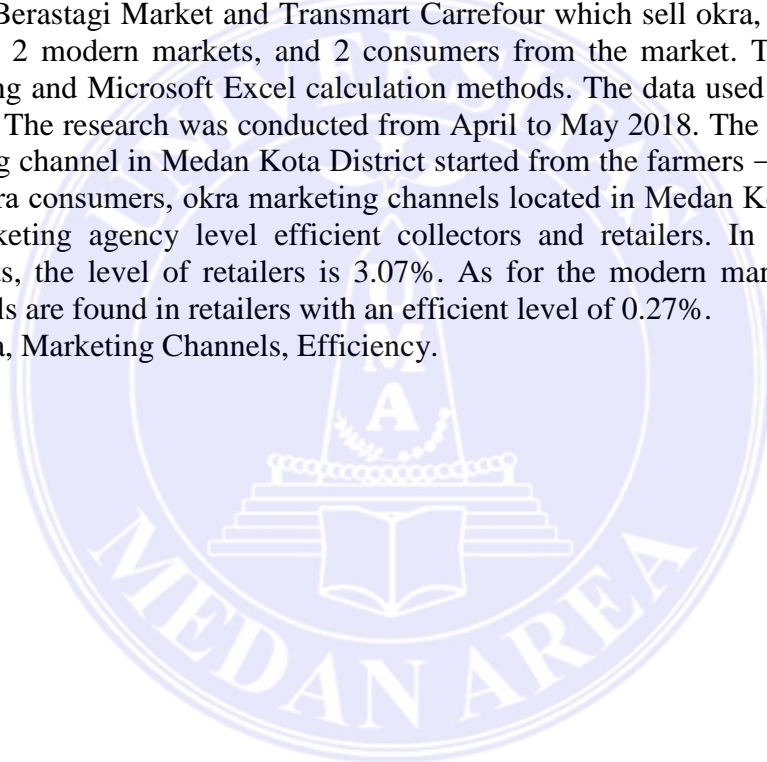 Berastagi Market and Transmart Carrefour which sell okra,
2 modern markets, and 2 consumers from the market. T
ng and Microsoft Excel calculation methods. The data used
The research was conducted from April to May 2018. The
g channel in Medan Kota District started from the farmers –
ra consumers, okra marketing channels located in Medan K
keting agency level efficient collectors and retailers. In
s, the level of retailers is 3.07%. As for the modern mar
ls are found in retailers with an efficient level of 0.27%.
a, Marketing Channels, Efficiency.
UNIVERSITAS
U
M
A
MEDAN AREA